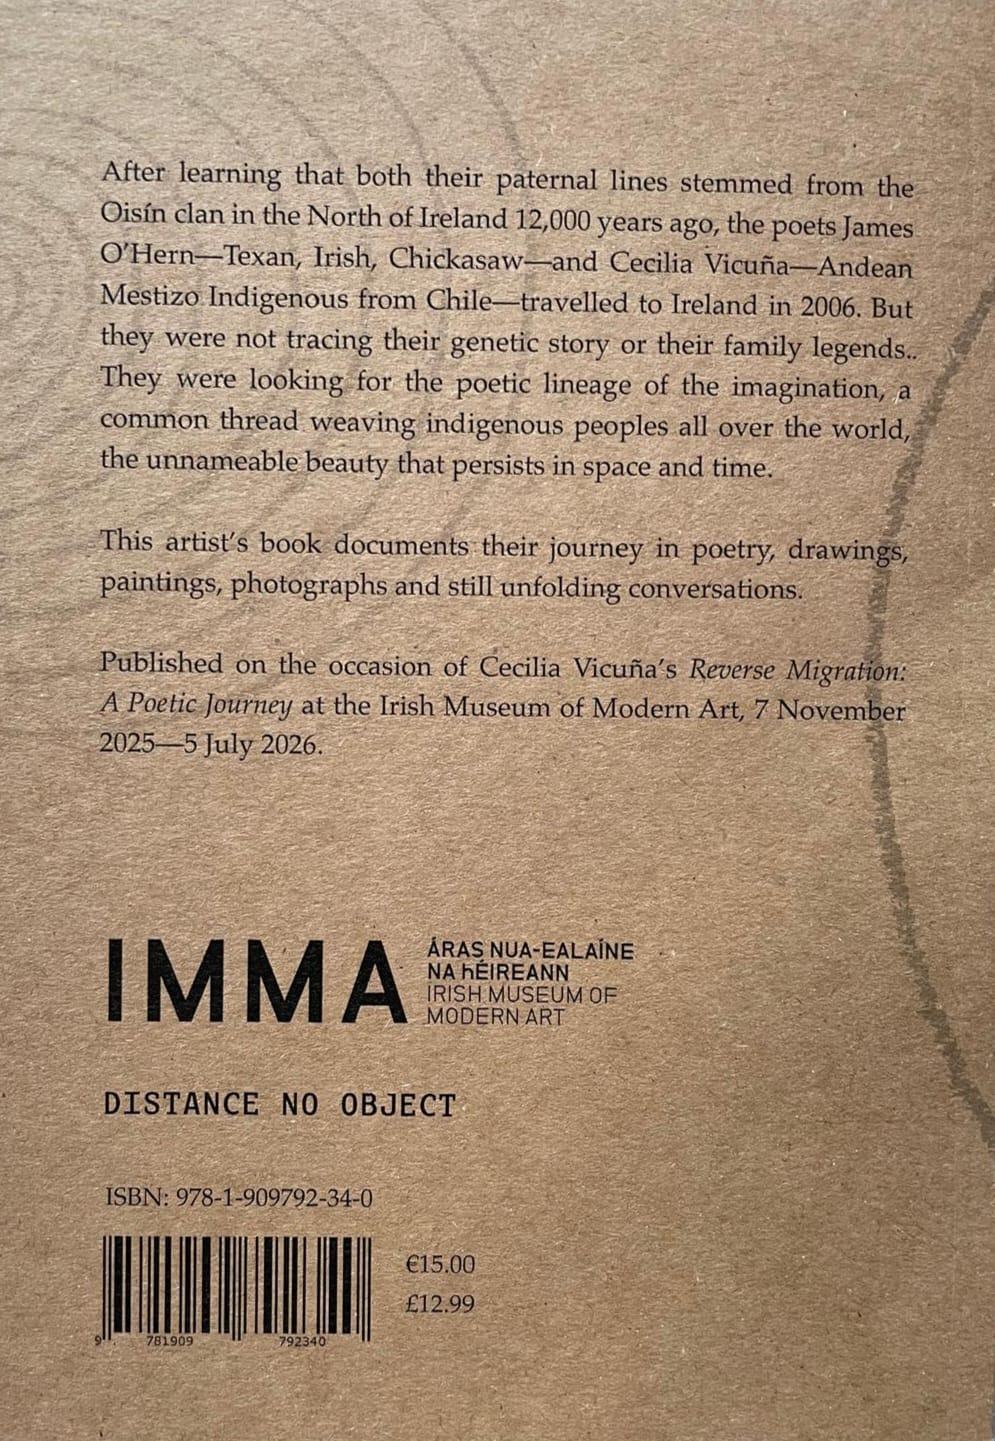 After learning that both their paternal lines stemmed from the
Oisín clan in the North of Ireland 12,000 years ago, the poets James
O'Hern—Texan, Irish, Chickasaw—and Cecilia Vicuña—Andean
Mestizo Indigenous from Chile—travelled to Ireland in 2006. But
they were not tracing their genetic story or their family legends..
They were looking for the poetic lineage of the imagination, a
common thread weaving indigenous peoples all over the world,
the unnameable beauty that persists in space and time.
This artist's book documents their journey in poetry, drawings,
paintings, photographs and still unfolding conversations.
Published on the occasion of Cecilia Vicuña's Reverse Migration:
A Poetic Journey at the Irish Museum of Modern Art, 7 November
2025—5 July 2026.
IMMA
ÁRAS NUA-EALAÍNE
NA hÉIREANN
IRISH MUSEUM OF
MODERN ART
DISTANCE NO OBJECT
ISBN: 978-1-909792-34-0
€15.00
£12.99
9 781909 792340